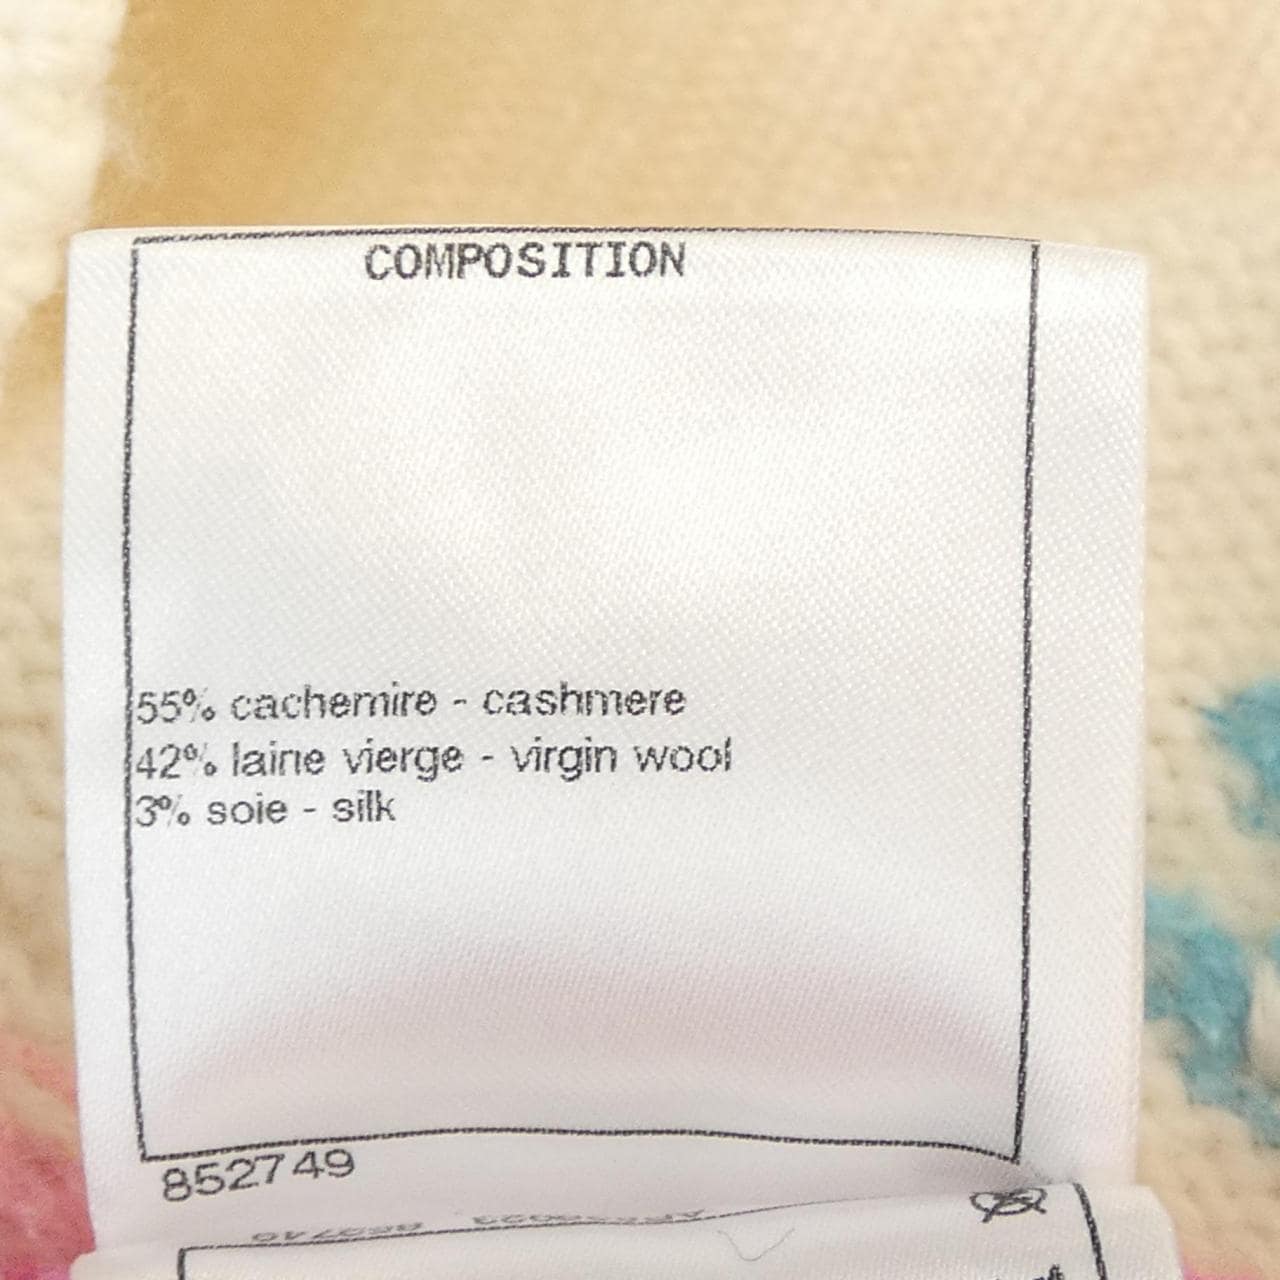 COMPOSITION
55% cachemire - cashmere
42% laine vierge - virgin wool
3% soie - silk
852749